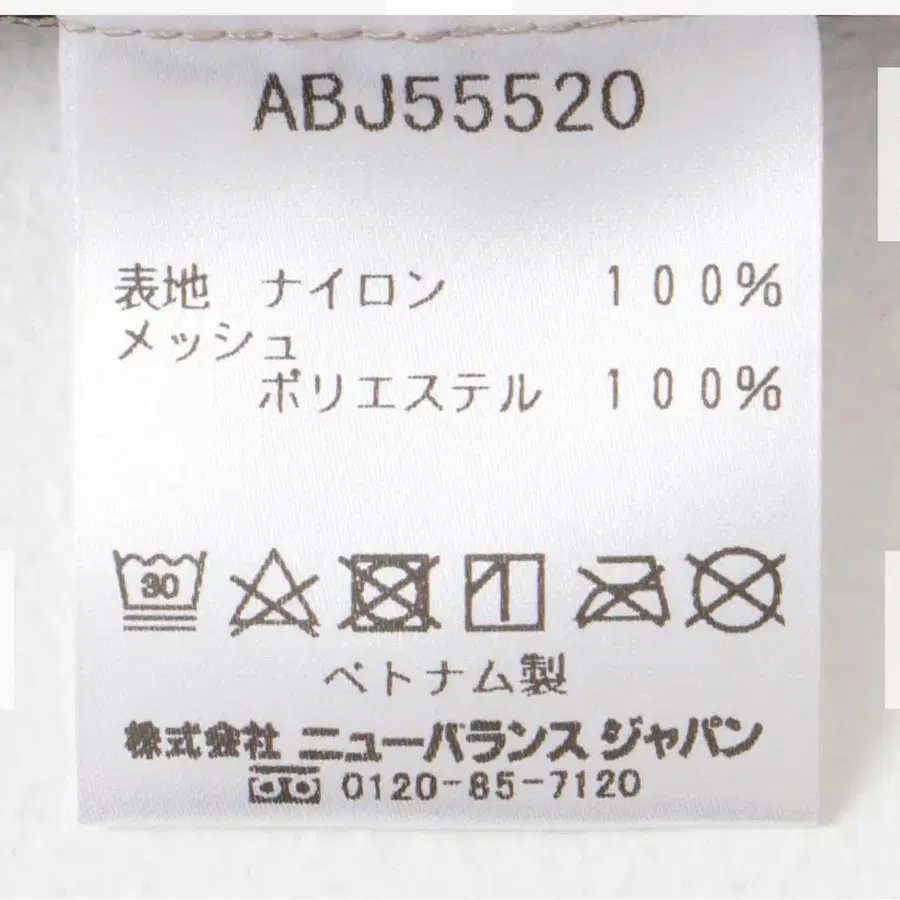 ABJ55520
表地 ナイロン 100%
メッシュ
ポリエステル 100%
30
ベトナム製
株式会社 ニューバランス ジャパン
0120-85-7120